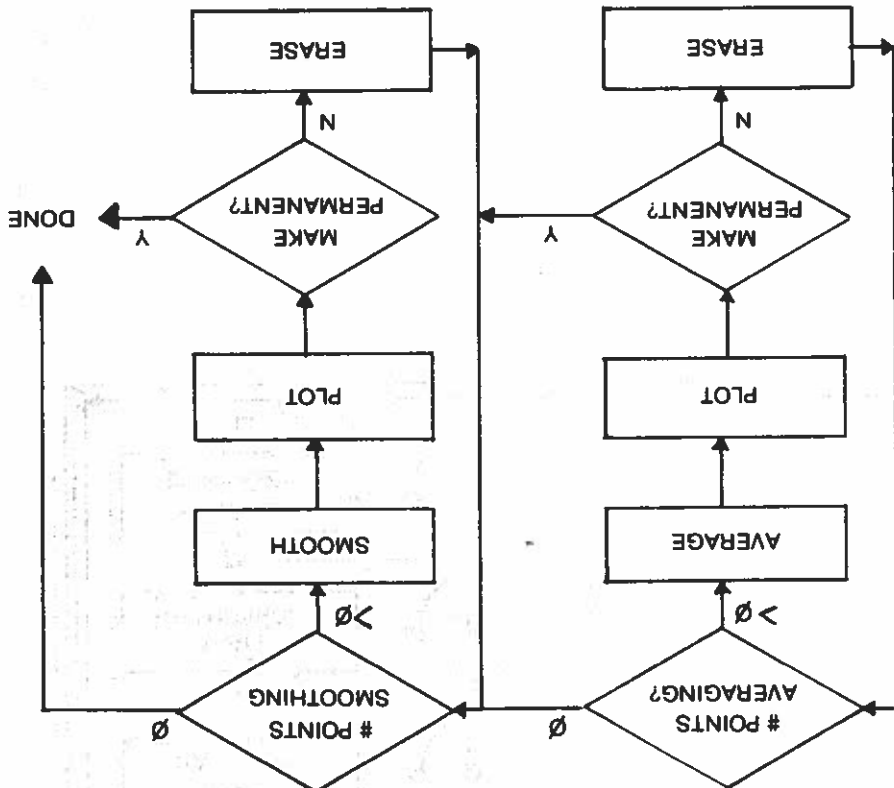 # POINTS
AVERAGING?
Ø
>Ø
AVERAGE
PLOT
MAKE
PERMANENT?
Y
N
ERASE
# POINTS
SMOOTHING
Ø
>Ø
SMOOTH
PLOT
MAKE
PERMANENT?
Y
DONE
N
ERASE